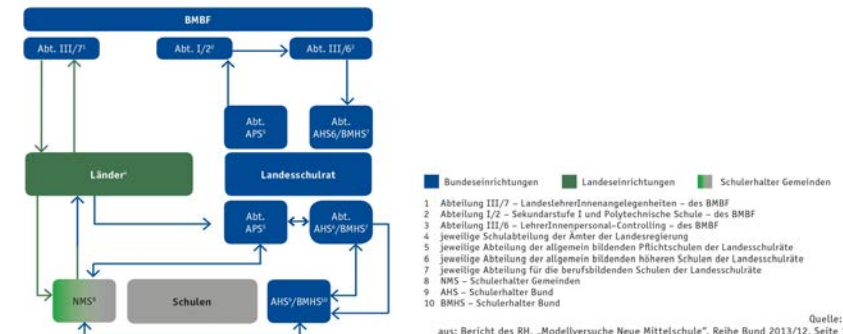 BMBF
Abt. III/7¹
Abt. I/2²
Abt. III/6³
Abt.
APS⁵
Abt.
AHS6/BMHS⁷
Länder⁴
Landesschulrat
Abt.
APS⁵
Abt.
AHS⁶/BMHS⁷
NMS⁸
Schulen
AHS⁹/BMHS¹⁰
Bundeseinrichtungen
Landeseinrichtungen
Schulerhalter Gemeinden
1 Abteilung III/7 – LandeslehrerInnenangelegenheiten – des BMBF
2 Abteilung I/2 – Sekundarstufe I und Polytechnische Schule – des BMBF
3 Abteilung III/6 – LehrerInnenpersonal-Controlling – des BMBF
4 jeweilige Schulabteilung der Ämter der Landesregierung
5 jeweilige Abteilung der allgemein bildenden Pflichtschulen der Landesschulräte
6 jeweilige Abteilung der allgemein bildenden höheren Schulen der Landesschulräte
7 jeweilige Abteilung für die berufsbildenden Schulen der Landesschulräte
8 NMS – Schulerhalter Gemeinden
9 AHS – Schulerhalter Bund
10 BMHS – Schulerhalter Bund
Quelle:
aus: Bericht des RH, „Modellversuche Neue Mittelschule“, Reihe Bund 2013/12, Seite